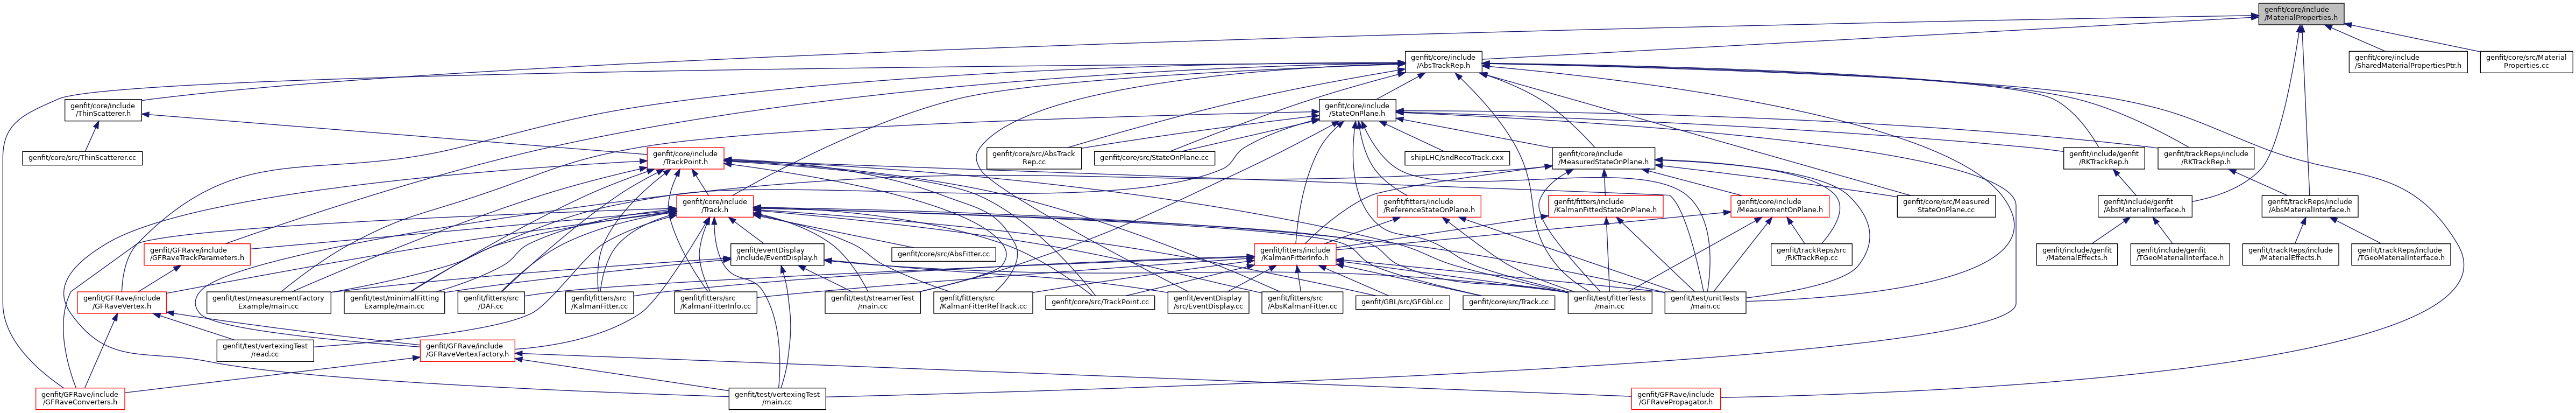 genfit/core/include
/MaterialProperties.h
genfit/core/include
/AbsTrackRep.h
genfit/core/include
/SharedMaterialPropertiesPtr.h
genfit/core/src/Material
Properties.cc
genfit/core/include
/ThinScatterer.h
genfit/core/include
/StateOnPlane.h
genfit/core/src/ThinScatterer.cc
genfit/core/include
/TrackPoint.h
genfit/core/src/AbsTrack
Rep.cc
genfit/core/src/StateOnPlane.cc
shipLHC/sndRecoTrack.cxx
genfit/core/include
/MeasuredStateOnPlane.h
genfit/include/genfit
/RKTrackRep.h
genfit/trackReps/include
/RKTrackRep.h
genfit/core/include
/Track.h
genfit/fitters/include
/ReferenceStateOnPlane.h
genfit/fitters/include
/KalmanFittedStateOnPlane.h
genfit/core/include
/MeasurementOnPlane.h
genfit/core/src/Measured
StateOnPlane.cc
genfit/include/genfit
/AbsMaterialInterface.h
genfit/trackReps/include
/AbsMaterialInterface.h
genfit/GFRave/include
/GFRaveTrackParameters.h
genfit/eventDisplay
/include/EventDisplay.h
genfit/core/src/AbsFitter.cc
genfit/fitters/include
/KalmanFitterInfo.h
genfit/trackReps/src
/RKTrackRep.cc
genfit/include/genfit
/MaterialEffects.h
genfit/include/genfit
/TGeoMaterialInterface.h
genfit/trackReps/include
/MaterialEffects.h
genfit/trackReps/include
/TGeoMaterialInterface.h
genfit/GFRave/include
/GFRaveVertex.h
genfit/test/measurementFactory
Example/main.cc
genfit/test/minimalFitting
Example/main.cc
genfit/fitters/src
/DAF.cc
genfit/fitters/src
/KalmanFitter.cc
genfit/fitters/src
/KalmanFitterInfo.cc
genfit/test/streamerTest
/main.cc
genfit/fitters/src
/KalmanFitterRefTrack.cc
genfit/core/src/TrackPoint.cc
genfit/eventDisplay
/src/EventDisplay.cc
genfit/fitters/src
/AbsKalmanFitter.cc
genfit/GBL/src/GFGbl.cc
genfit/core/src/Track.cc
genfit/test/fitterTests
/main.cc
genfit/test/unitTests
/main.cc
genfit/test/vertexingTest
/read.cc
genfit/GFRave/include
/GFRaveVertexFactory.h
genfit/GFRave/include
/GFRaveConverters.h
genfit/test/vertexingTest
/main.cc
genfit/GFRave/include
/GFRavePropagator.h